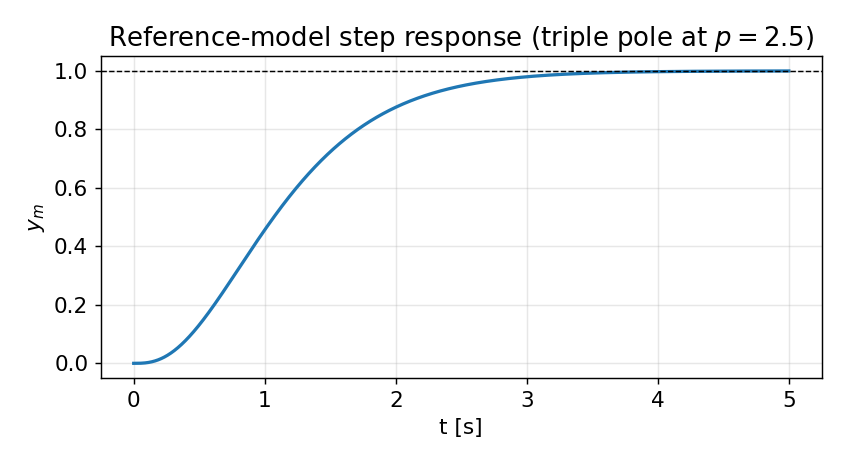 Reference-model step response (triple pole at p = 2.5)
1.0
0.8
0.6
0.4
0.2
0.0
y_m
0 1 2 3 4 5
t [s]